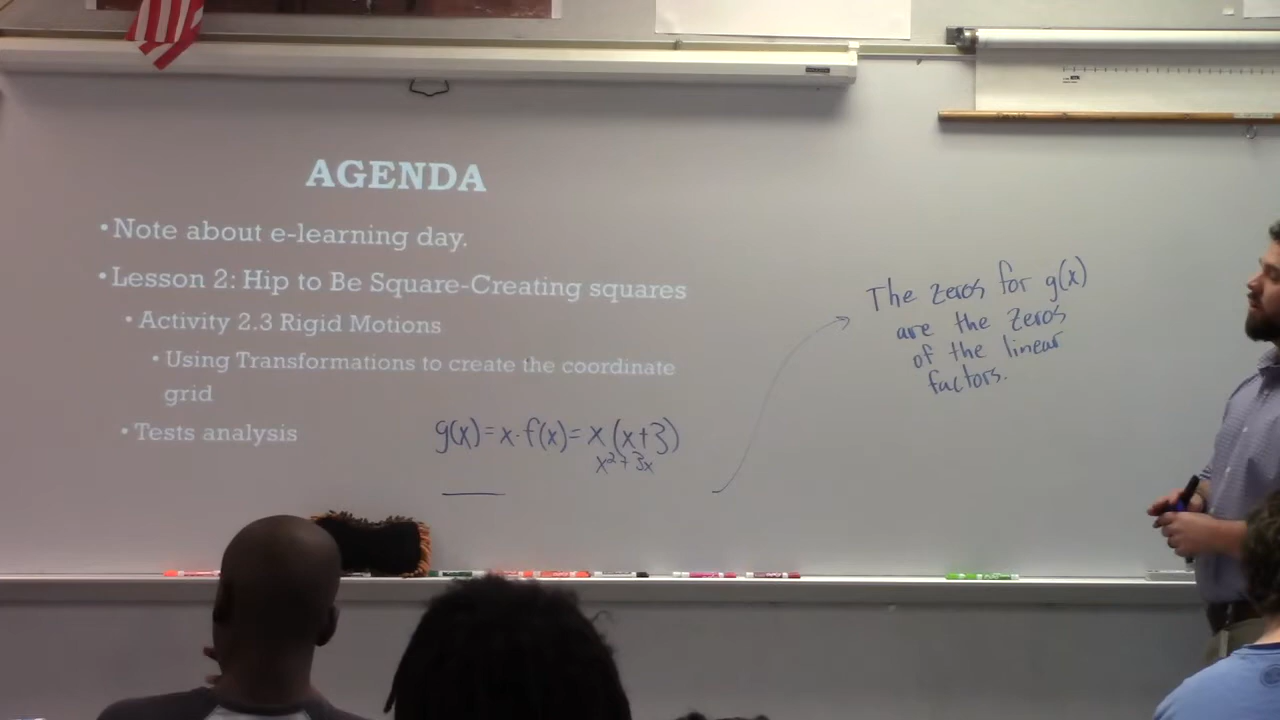 AGENDA
• Note about e-learning day.
• Lesson 2: Hip to Be Square-Creating squares
• Activity 2.3 Rigid Motions
• Using Transformations to create the coordinate
grid
• Tests analysis
g(x) = x · f(x) = x (x+3)
x² + 3x
The zeros for g(x)
are the zeros
of the linear
factors.